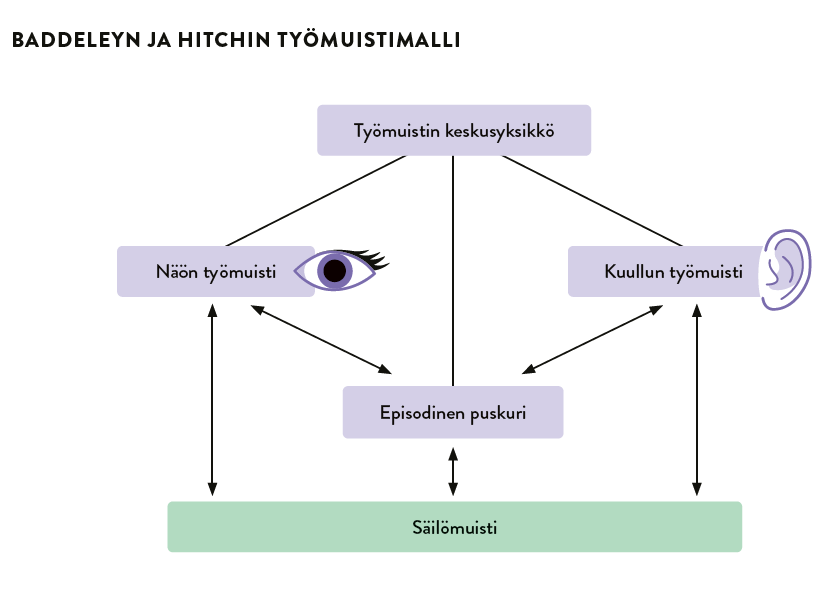 BADDELEYN JA HITCHIN TYÖMUISTIMALLI
Työmuistin keskusyksikkö
Näön työmuisti
Kuullun työmuisti
Episodinen puskuri
Säilömuisti